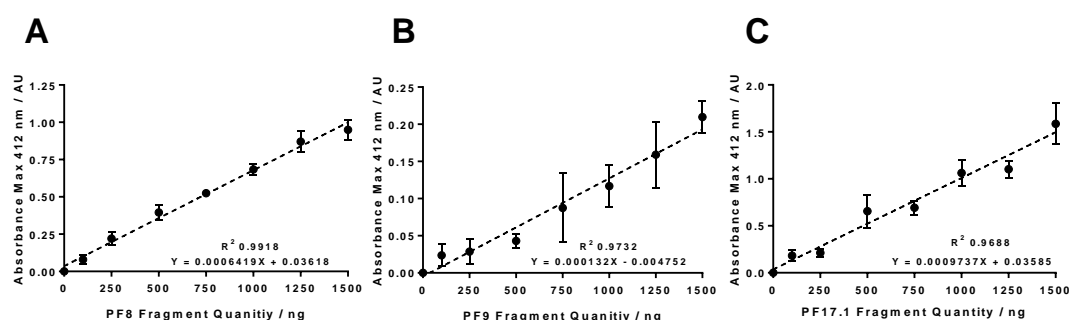 A
Absorbance Max 412 nm / AU
1.25
1.00
0.75
0.50
0.25
0.00
R2 0.9918
Y = 0.0006419X + 0.03618
0 250 500 750 1000 1250 1500
PF8 Fragment Quanitiy / ng
B
Absorbance Max 412 nm / AU
0.25
0.20
0.15
0.10
0.05
0.00
R2 0.9732
Y = 0.000132X - 0.004752
0 250 500 750 1000 1250 1500
PF9 Fragment Quanitiy / ng
C
Absorbance Max 412 nm / AU
2.0
1.5
1.0
0.5
0.0
R2 0.9688
Y = 0.0009737X + 0.03585
0 250 500 750 1000 1250 1500
PF17.1 Fragment Quanitiy / ng